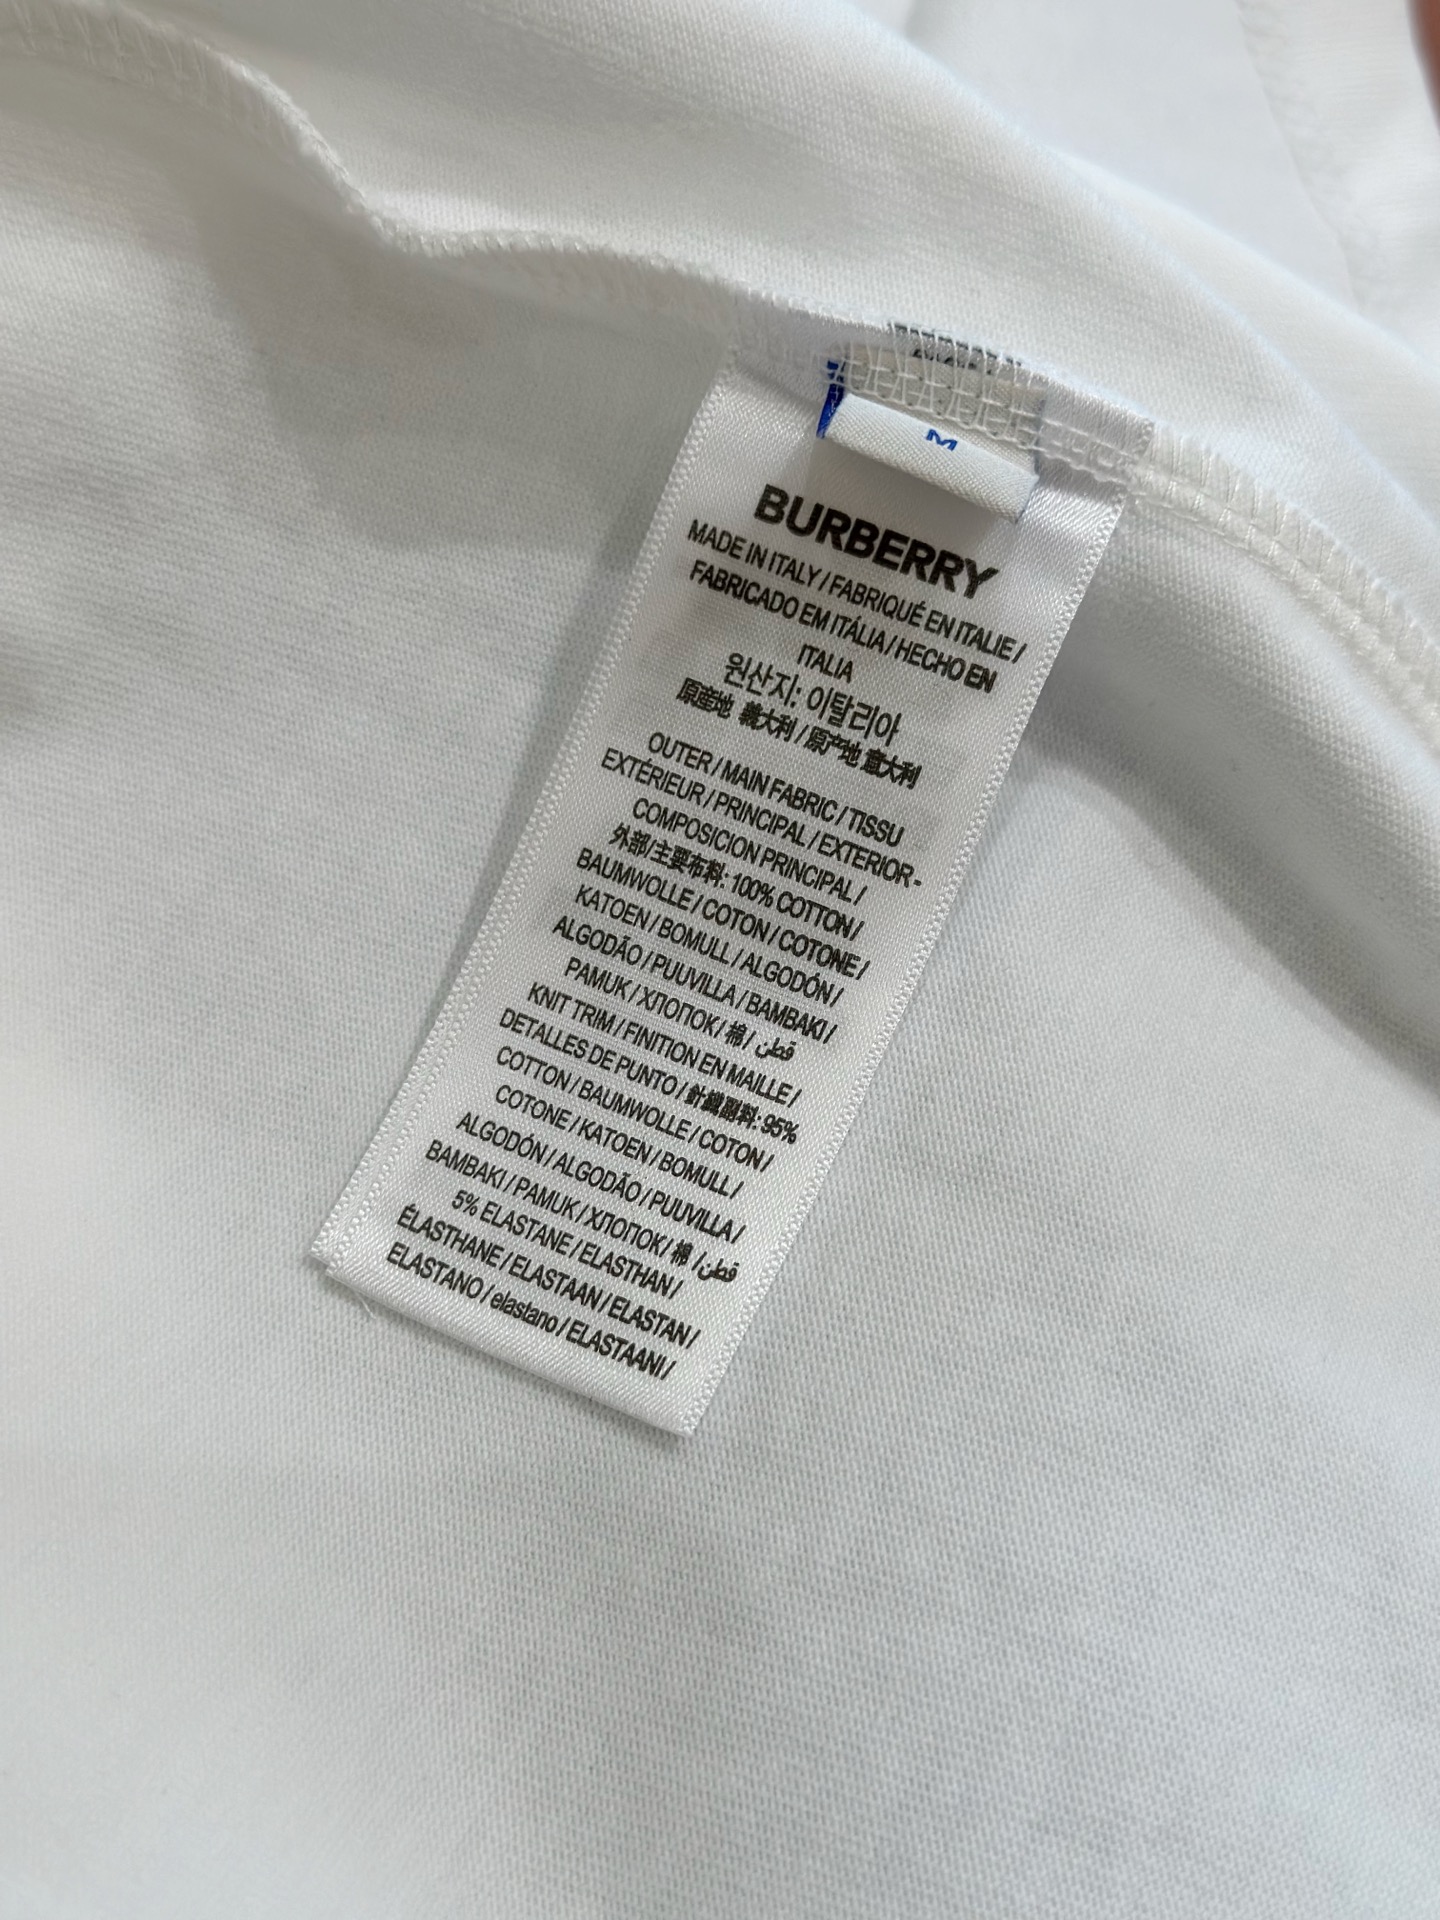 M
BURBERRY
MADE IN ITALY / FABRIQUÉ EN ITALIE /
FABRICADO EM ITÁLIA / HECHO EN
ITALIA
원산지: 이탈리아
原産地 義大利 / 原产地 意大利
OUTER / MAIN FABRIC / TISSU
EXTÉRIEUR / PRINCIPAL / EXTERIOR -
COMPOSICION PRINCIPAL /
外部/主要布料: 100% COTTON /
BAUMWOLLE / COTON / COTONE /
KATOEN / BOMULL / ALGODÓN /
ALGODÃO / PUUVILLA / BAMBAKI /
PAMUK / ХЛОПОК / 棉 / قطن
KNIT TRIM / FINITION EN MAILLE /
DETALLES DE PUNTO / 針織副料: 95%
COTTON / BAUMWOLLE / COTON /
COTONE / KATOEN / BOMULL /
ALGODÓN / ALGODÃO / PUUVILLA /
BAMBAKI / PAMUK / ХЛОПОК / 棉 / قطن
5% ELASTANE / ELASTHAN /
ÉLASTHANE / ELASTAAN / ELASTAN /
ELASTANO / elastano / ELASTAANI /